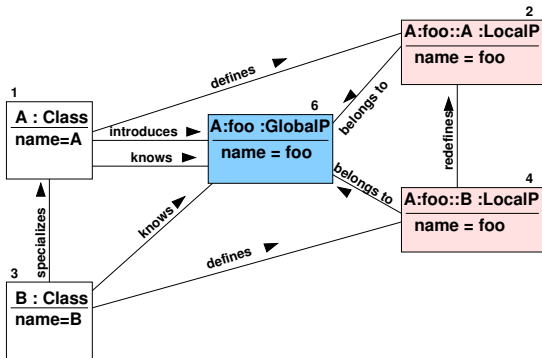 2
A:foo::A :LocalP
name = foo
defines
belongs to
1
A : Class
name=A
introduces
knows
6
A:foo :GlobalP
name = foo
redefines
belongs to
4
A:foo::B :LocalP
name = foo
specializes
knows
defines
3
B : Class
name=B